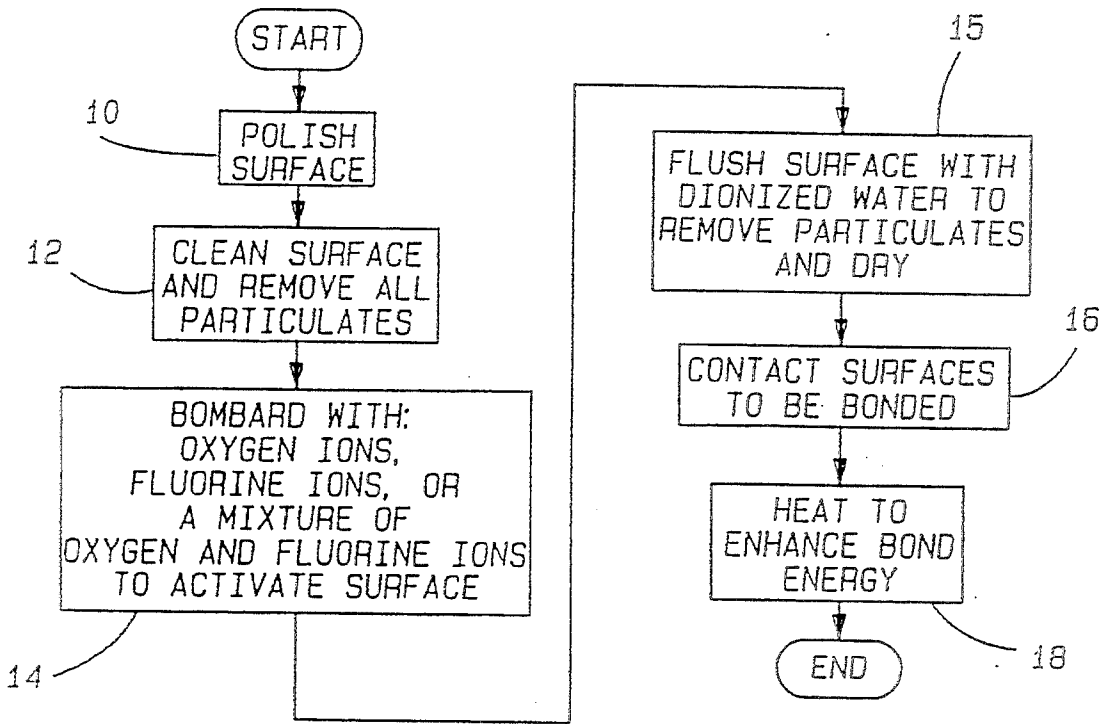 START
10
POLISH
SURFACE
12
CLEAN SURFACE
AND REMOVE ALL
PARTICULATES
BOMBARD WITH:
OXYGEN IONS,
FLUORINE IONS, OR
A MIXTURE OF
OXYGEN AND FLUORINE IONS
TO ACTIVATE SURFACE
14
15
FLUSH SURFACE WITH
DIONIZED WATER TO
REMOVE PARTICULATES
AND DRY
16
CONTACT SURFACES
TO BE BONDED
HEAT TO
ENHANCE BOND
ENERGY
18
END